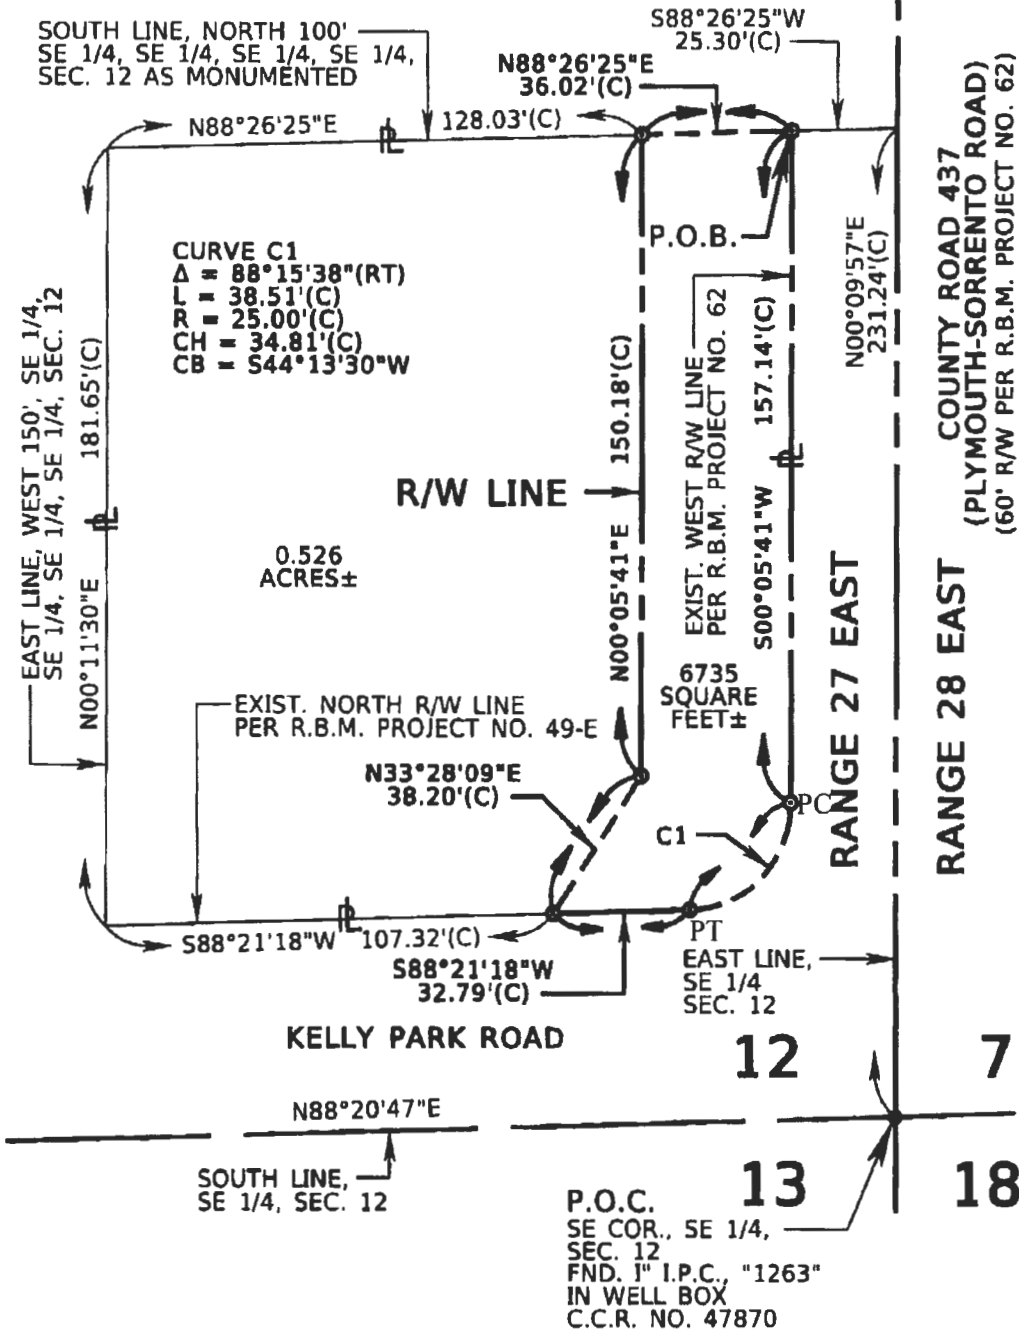 SOUTH LINE, NORTH 100'
SE 1/4, SE 1/4, SE 1/4, SE 1/4,
SEC. 12 AS MONUMENTED
S88°26'25"W
25.30'(C)
N88°26'25"E
36.02'(C)
N88°26'25"E
PL
128.03'(C)
P.O.B.
CURVE C1
Δ = 88°15'38"(RT)
L = 38.51'(C)
R = 25.00'(C)
CH = 34.81'(C)
CB = S44°13'30"W
EAST LINE, WEST 150', SE 1/4,
SE 1/4, SE 1/4, SE 1/4, SEC. 12
N00°11'30"E
181.65'(C)
PL
R/W LINE
0.526
ACRES±
N00°05'41"E
150.18'(C)
EXIST. WEST R/W LINE
PER R.B.M. PROJECT NO. 62
S00°05'41"W
157.14'(C)
PL
N00°09'57"E
231.24'(C)
COUNTY ROAD 437
(PLYMOUTH-SORRENTO ROAD)
(60' R/W PER R.B.M. PROJECT NO. 62)
RANGE 27 EAST
RANGE 28 EAST
6735
SQUARE
FEET±
EXIST. NORTH R/W LINE
PER R.B.M. PROJECT NO. 49-E
N33°28'09"E
38.20'(C)
PC
C1
PT
S88°21'18"W
PL
107.32'(C)
S88°21'18"W
32.79'(C)
EAST LINE,
SE 1/4
SEC. 12
KELLY PARK ROAD
12
7
N88°20'47"E
SOUTH LINE,
SE 1/4, SEC. 12
13
18
P.O.C.
SE COR., SE 1/4,
SEC. 12
FND. 1" I.P.C., "1263"
IN WELL BOX
C.C.R. NO. 47870